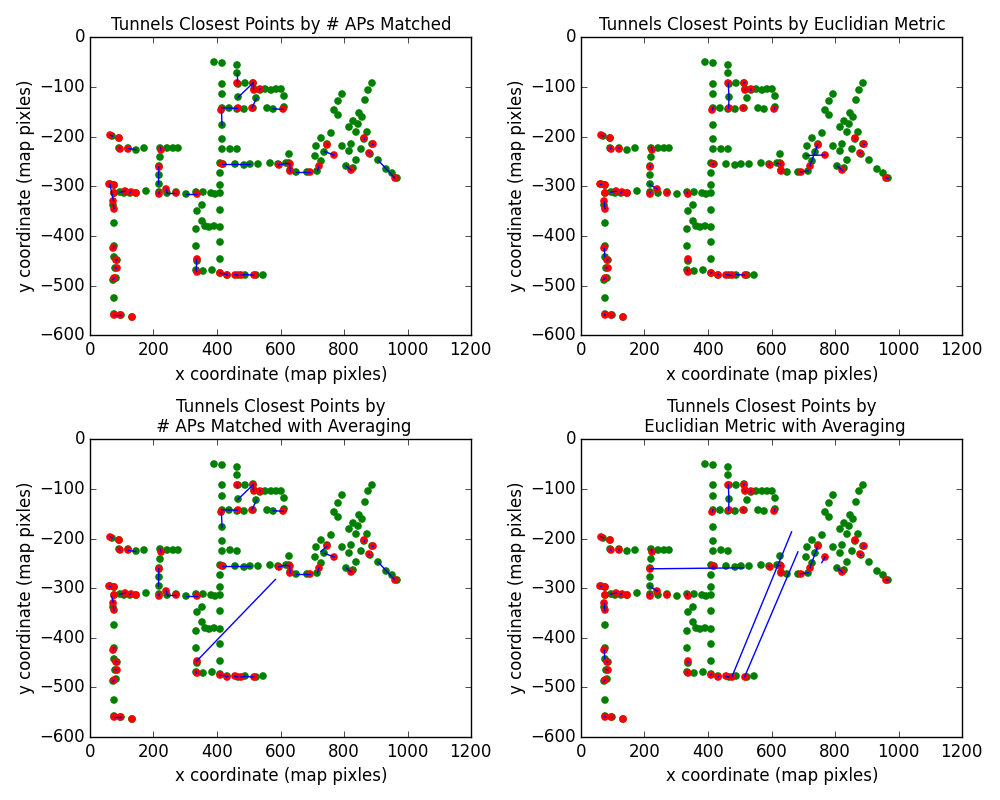 Tunnels Closest Points by # APs Matched
y coordinate (map pixles)
0
−100
−200
−300
−400
−500
−600
0 200 400 600 800 1000 1200
x coordinate (map pixles)
Tunnels Closest Points by Euclidian Metric
y coordinate (map pixles)
0
−100
−200
−300
−400
−500
−600
0 200 400 600 800 1000 1200
x coordinate (map pixles)
Tunnels Closest Points by
# APs Matched with Averaging
y coordinate (map pixles)
0
−100
−200
−300
−400
−500
−600
0 200 400 600 800 1000 1200
x coordinate (map pixles)
Tunnels Closest Points by
Euclidian Metric with Averaging
y coordinate (map pixles)
0
−100
−200
−300
−400
−500
−600
0 200 400 600 800 1000 1200
x coordinate (map pixles)